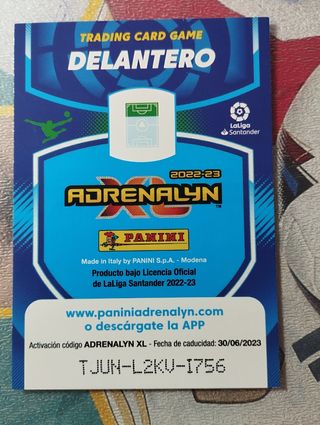 TRADING CARD GAME
DELANTERO
LaLiga
Santander
2022-23
ADRENALYN
XL™
PANINI
Made in Italy by PANINI S.p.A. - Modena
Producto bajo Licencia Oficial
de LaLiga Santander 2022-23
www.paniniadrenalyn.com
o descárgate la APP
Activación código ADRENALYN XL - Fecha de caducidad: 30/06/2023
TJUN-L2KV-I756